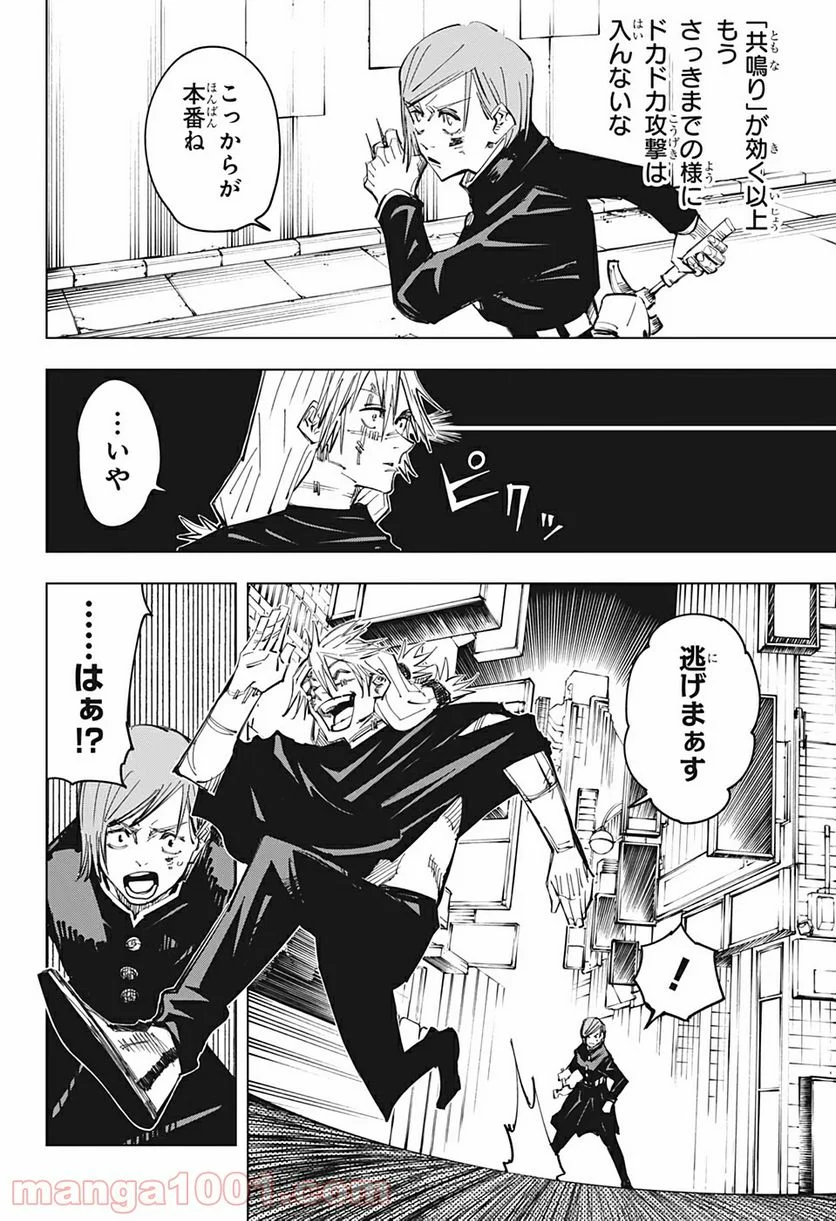 「共鳴り」が効く以上
もう
さっきまでの様に
ドカドカ攻撃は
入んないな
こっからが
本番ね
ピクッ
…いや
逃げまぁす
!
……はぁ!?
manga1001.com